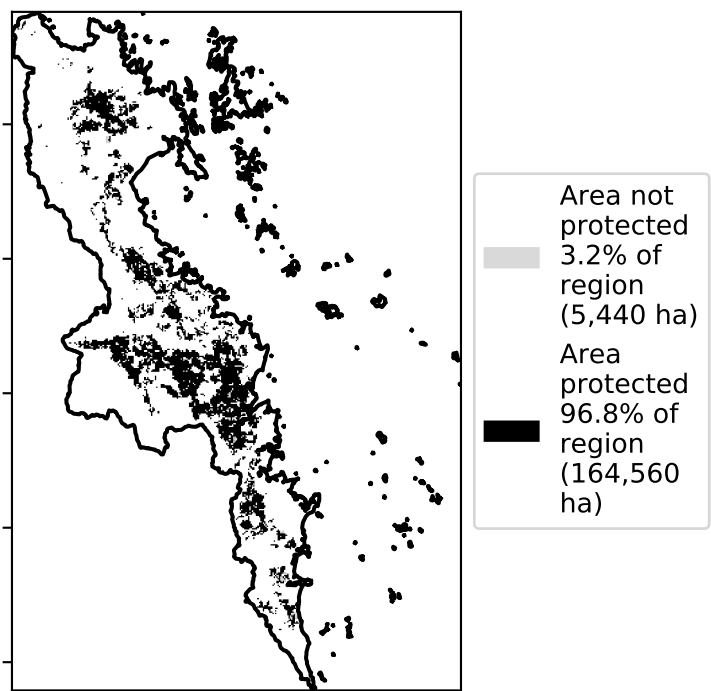 Area not
protected
3.2% of
region
(5,440 ha)
Area
protected
96.8% of
region
(164,560
ha)